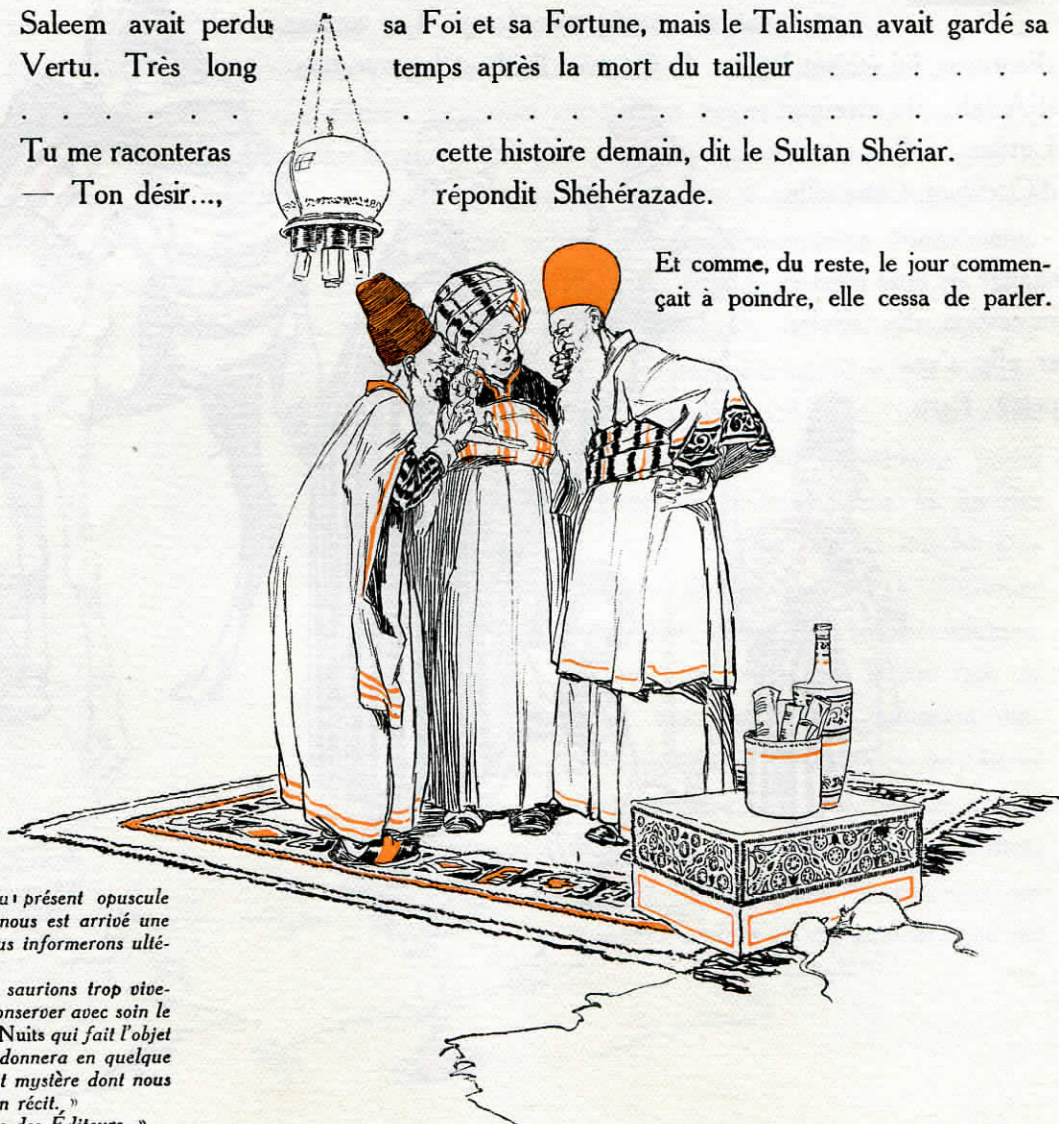 Saleem avait perdu sa Foi et sa Fortune, mais le Talisman avait gardé sa
Vertu. Très long temps après la mort du tailleur . . . . . .
. . . . .
Tu me raconteras cette histoire demain, dit le Sultan Shériar.
— Ton désir..., répondit Shéhérazade.
Et comme, du reste, le jour commen-
çait à poindre, elle cessa de parler.
u présent opuscule
nous est arrivé une
us informerons ulté-
saurions trop vive-
onserver avec soin le
Nuits qui fait l'objet
donnera en quelque
t mystère dont nous
n récit. »
des Éditeurs. »